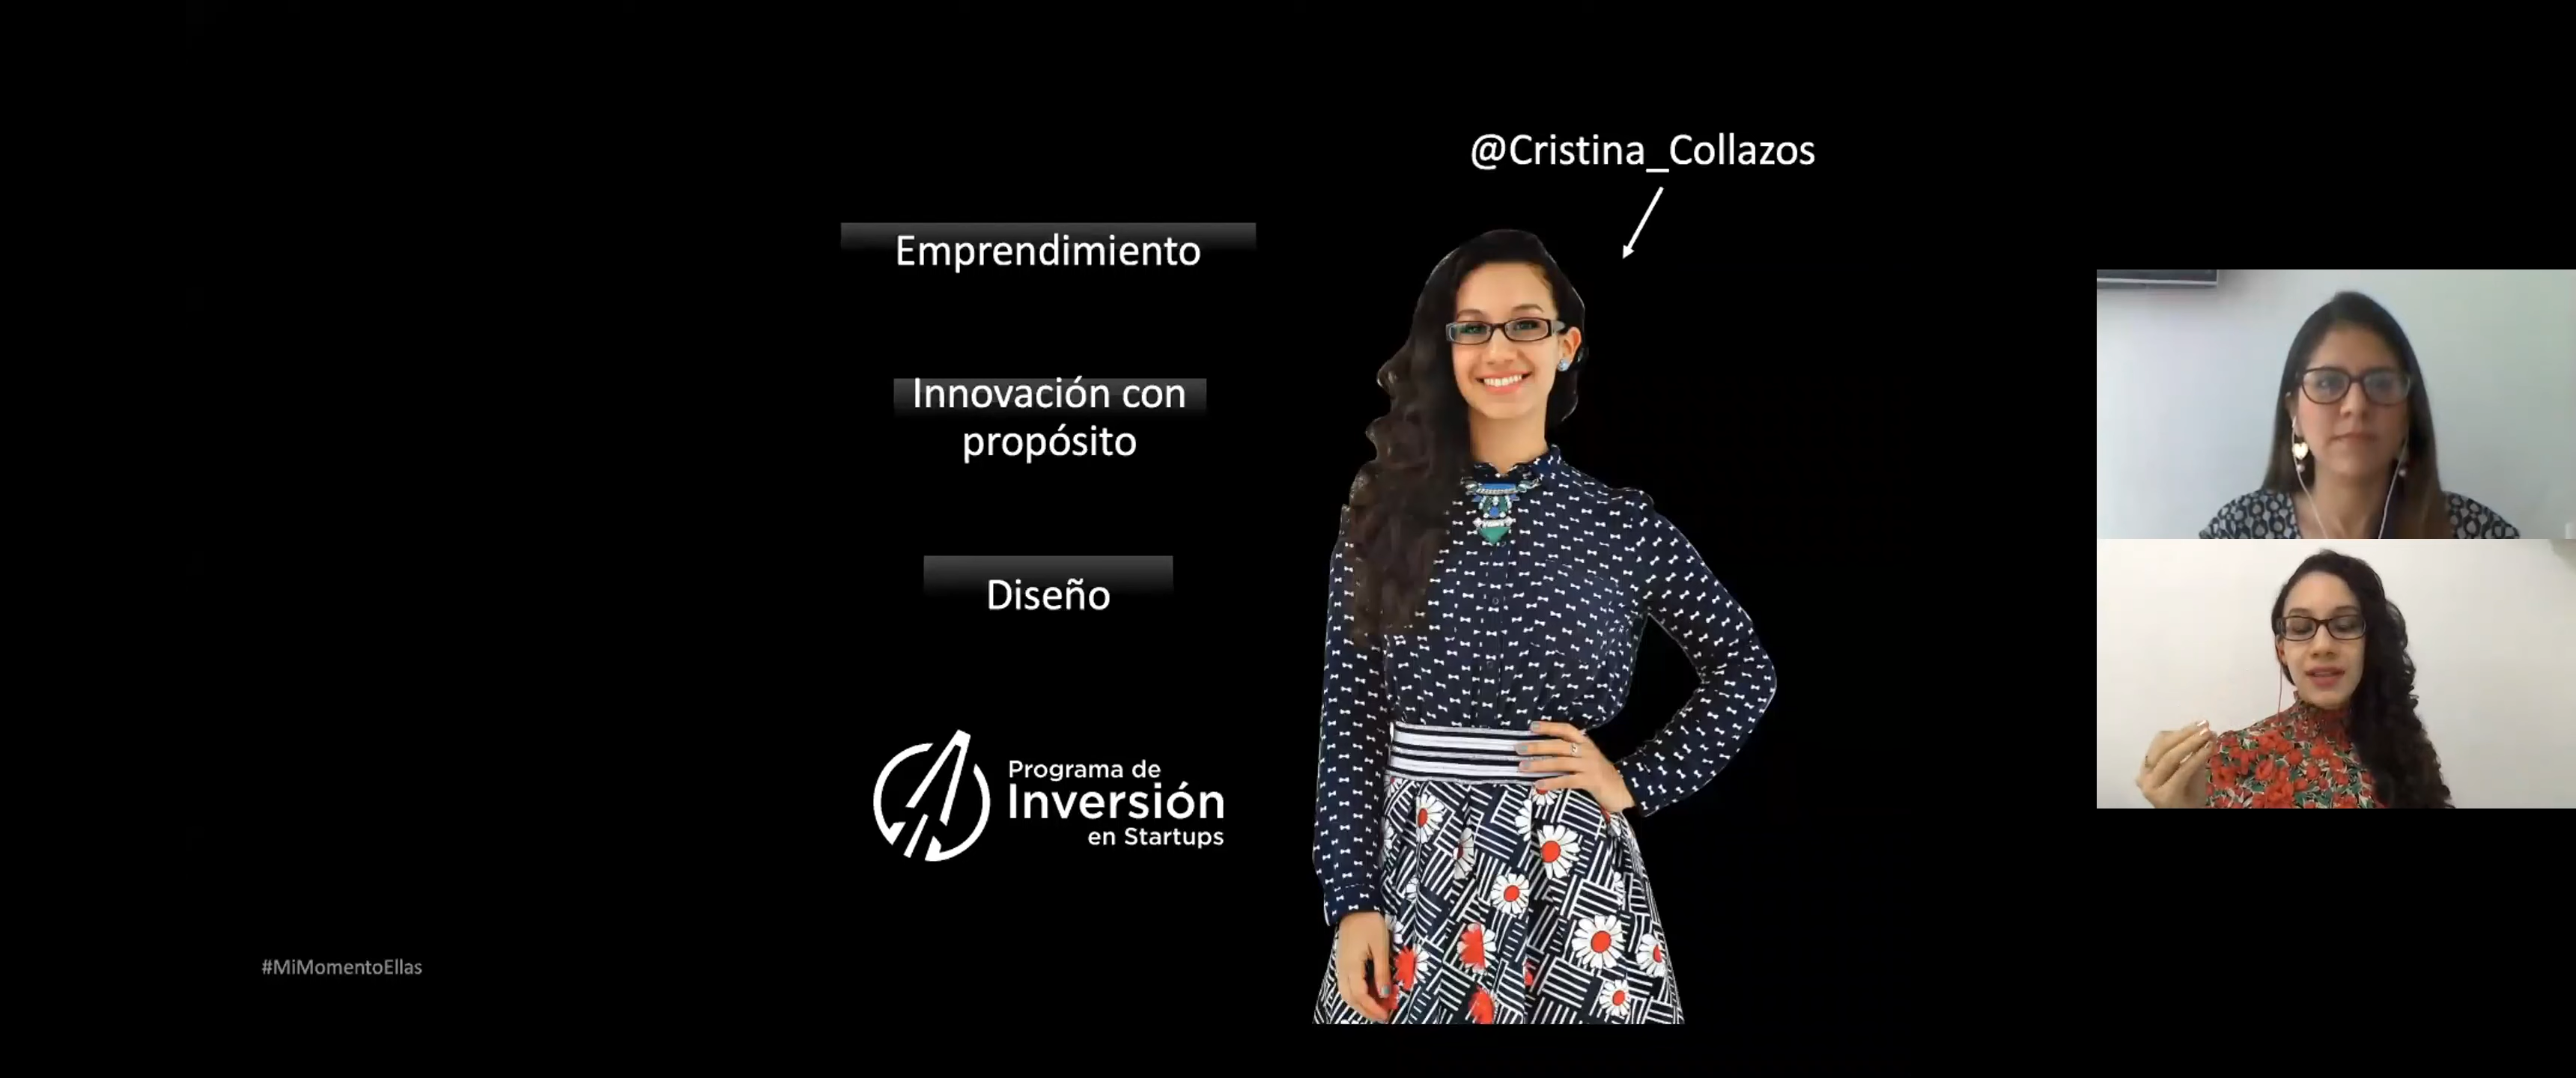 @Cristina_Collazos
Emprendimiento
Innovación con
propósito
Diseño
Programa de
Inversión
en Startups
#MiMomentoEllas